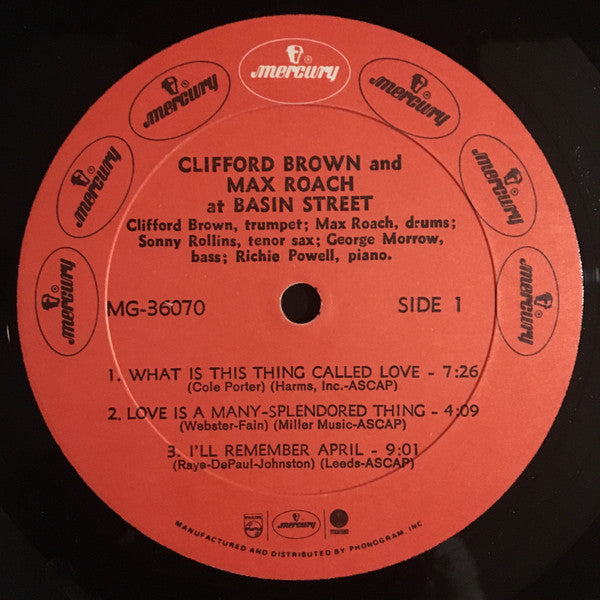 mercury
mercury
mercury
mercury
mercury
mercury
mercury
CLIFFORD BROWN and
MAX ROACH
at BASIN STREET
Clifford Brown, trumpet; Max Roach, drums;
Sonny Rollins, tenor sax; George Morrow,
bass; Richie Powell, piano.
MG-36070 SIDE 1
1. WHAT IS THIS THING CALLED LOVE - 7:26
(Cole Porter) (Harms, Inc.-ASCAP)
2. LOVE IS A MANY-SPLENDORED THING - 4:09
(Webster-Fain) (Miller Music-ASCAP)
3. I'LL REMEMBER APRIL - 9:01
(Raye-DePaul-Johnston) (Leeds-ASCAP)
PHILIPS mercury
MANUFACTURED AND DISTRIBUTED BY PHONOGRAM, INC